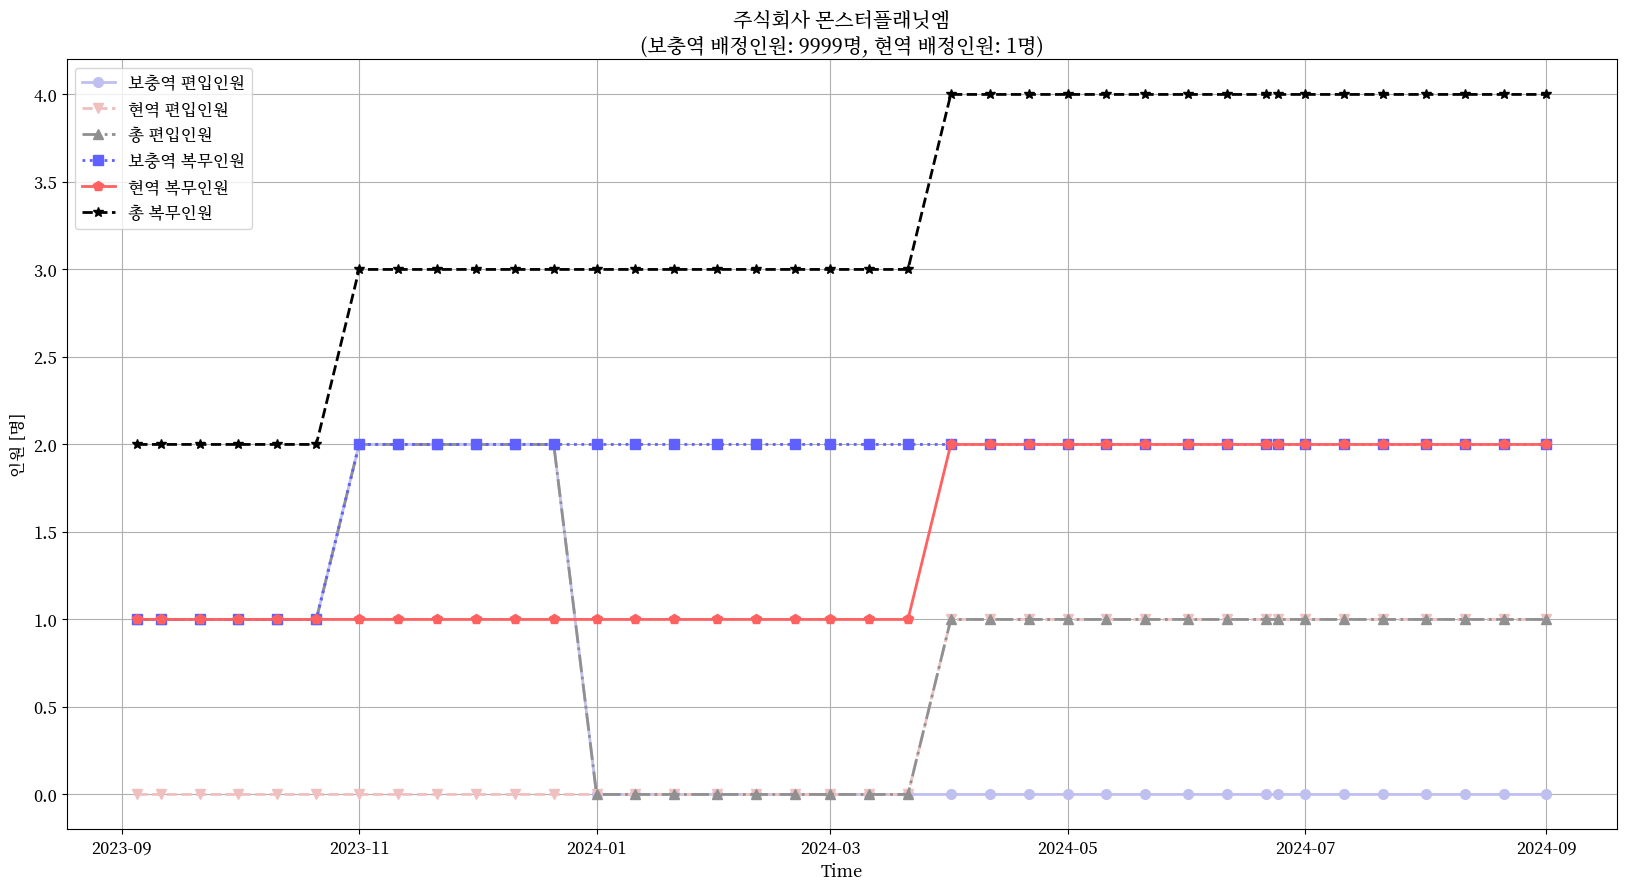 주식회사 몬스터플래닛엠
(보충역 배정인원: 9999명, 현역 배정인원: 1명)
보충역 편입인원
현역 편입인원
총 편입인원
보충역 복무인원
현역 복무인원
총 복무인원
4.0
3.5
3.0
2.5
2.0
1.5
1.0
0.5
0.0
인원 [명]
2023-09
2023-11
2024-01
2024-03
2024-05
2024-07
2024-09
Time